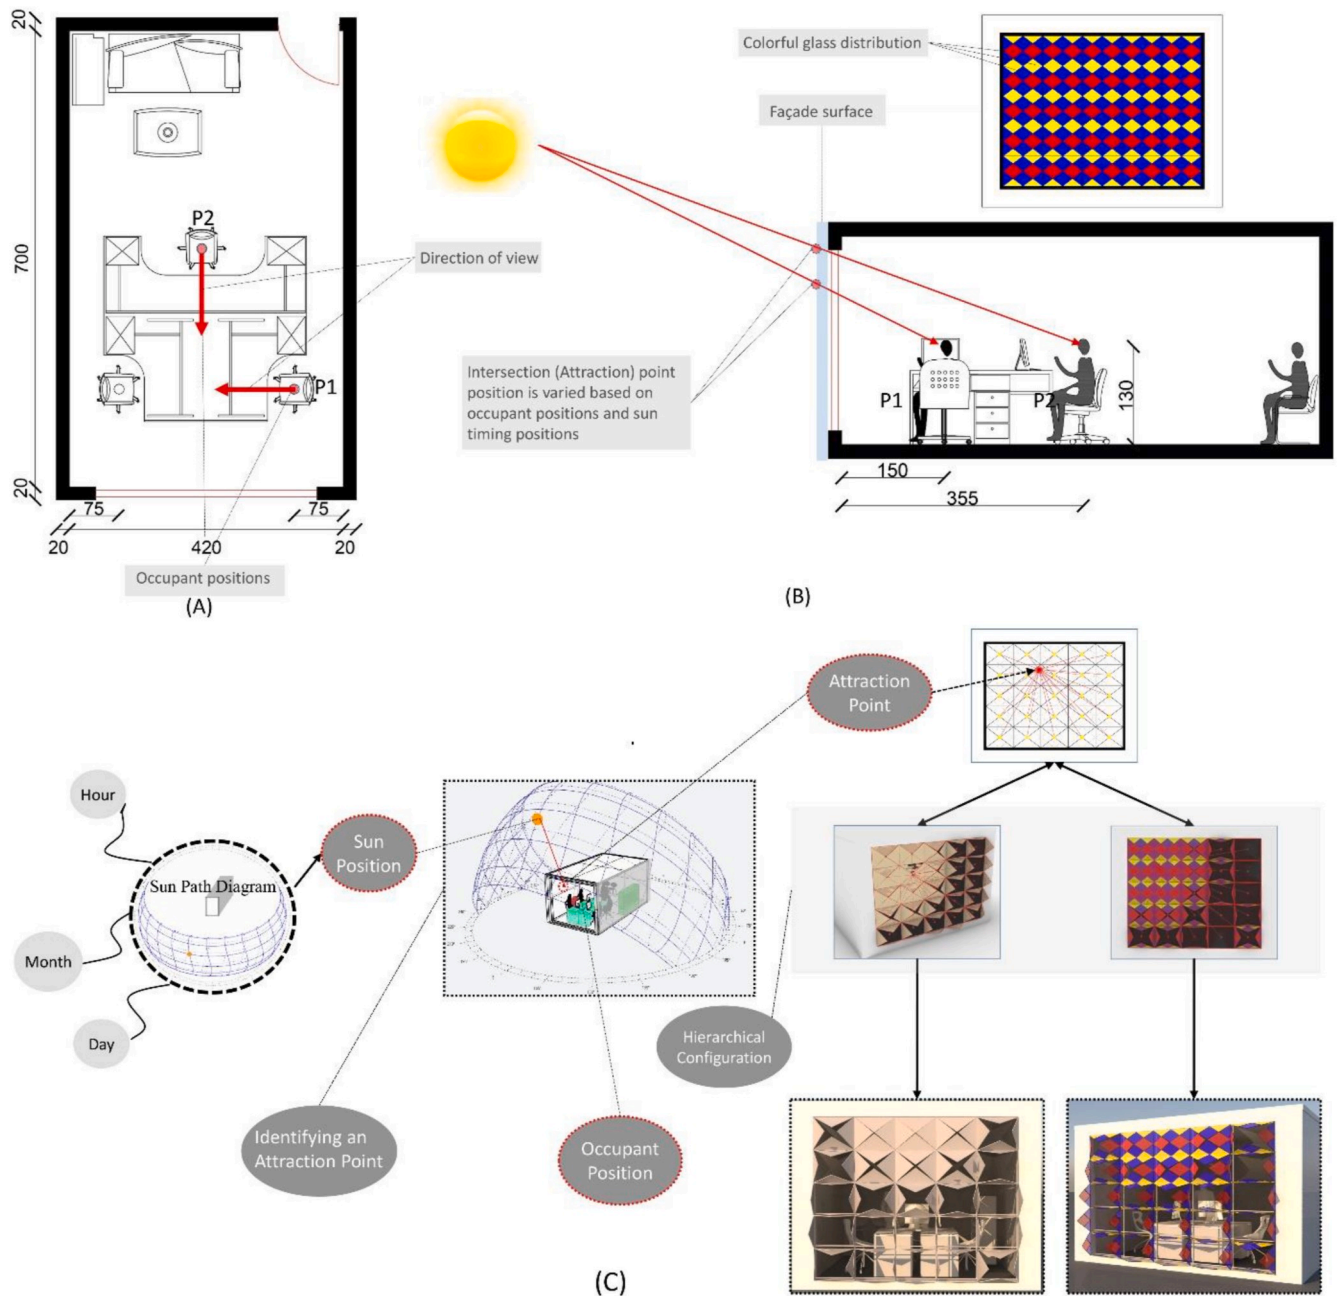 20
700
20
P2
P1
Direction of view
75
75
20
420
20
Occupant positions
(A)
Colorful glass distribution
Façade surface
Intersection (Attraction) point
position is varied based on
occupant positions and sun
timing positions
P1
P2
130
150
355
(B)
Attraction
Point
Hour
Sun
Position
Sun Path Diagram
Month
Day
Hierarchical
Configuration
Identifying an
Attraction Point
Occupant
Position
(C)